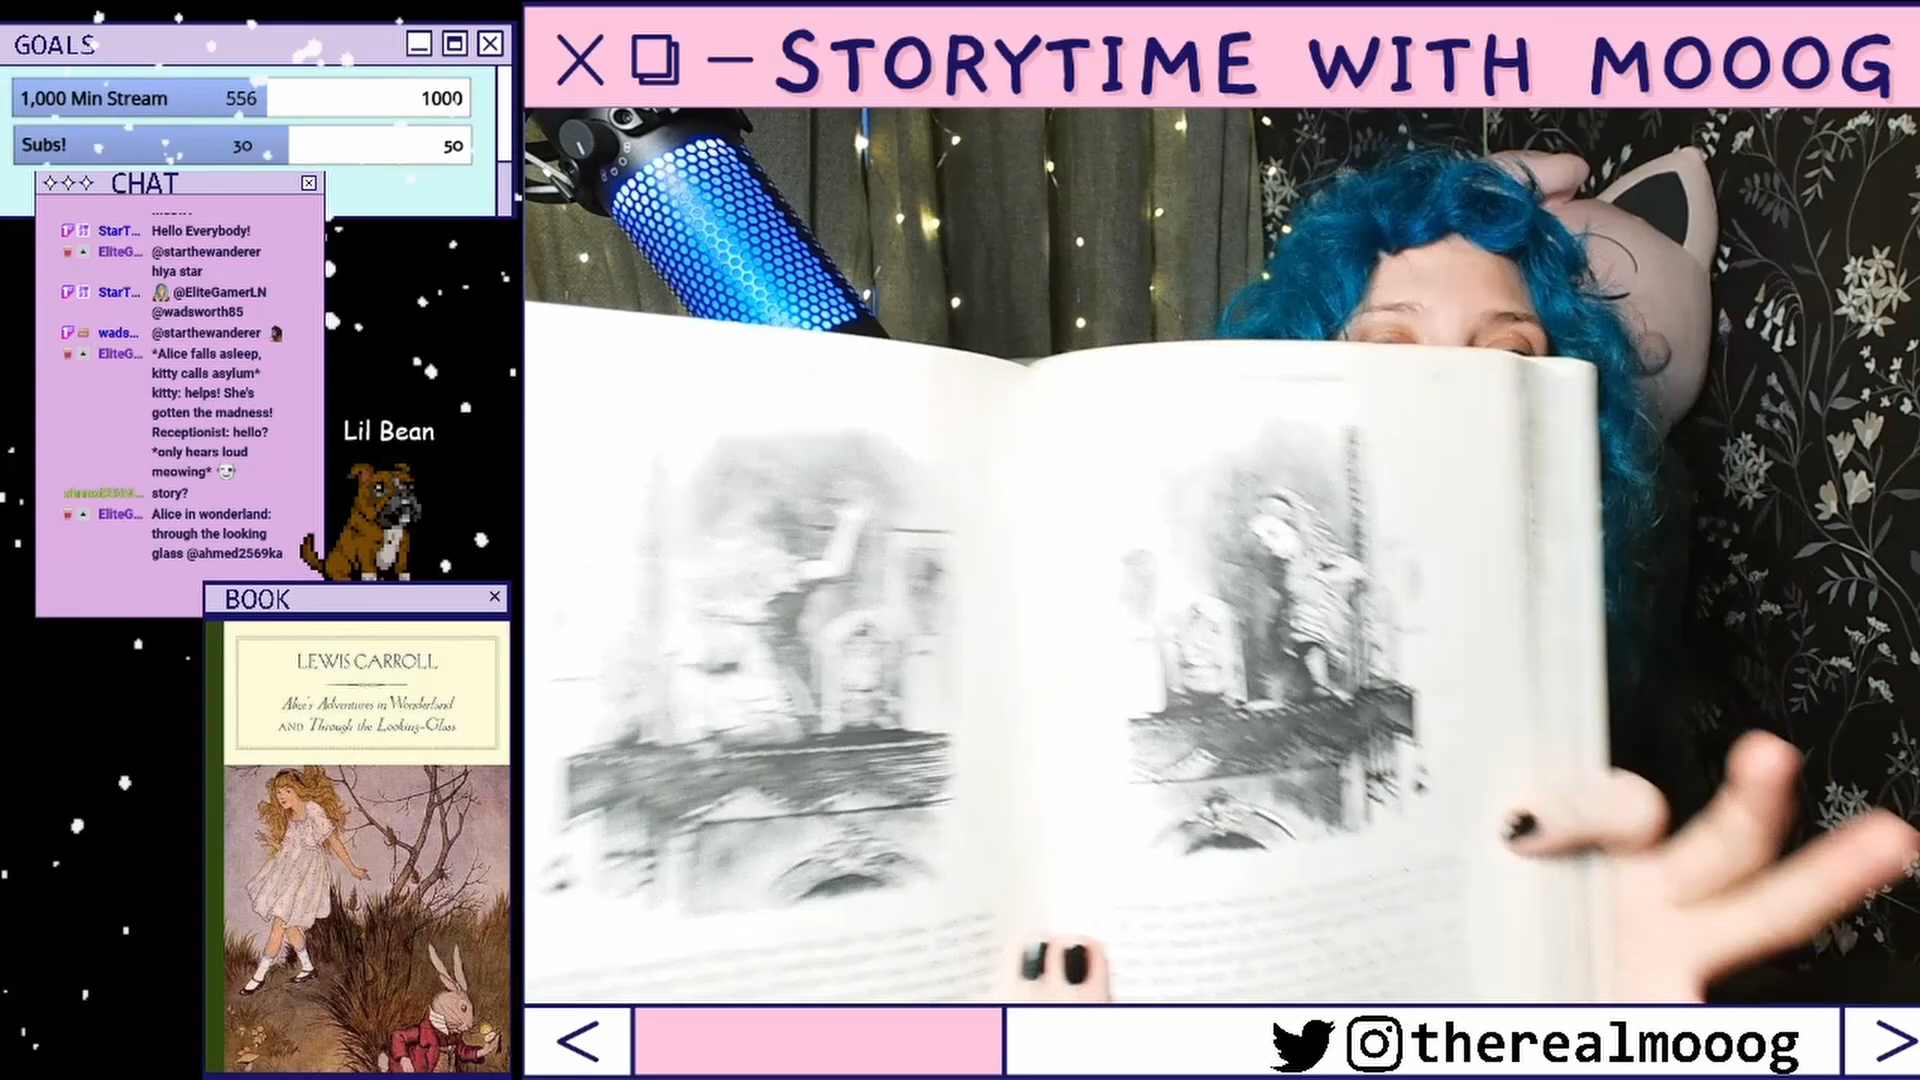 GOALS
1,000 Min Stream 556 1000
Subs! 30 50
CHAT
StarT... Hello Everybody!
EliteG... @starthewanderer
hiya star
StarT... @EliteGamerLN
@wadsworth85
wads... @starthewanderer
EliteG... *Alice falls asleep,
kitty calls asylum*
kitty: helps! She's
gotten the madness!
Receptionist: hello?
*only hears loud
meowing*
story?
EliteG... Alice in wonderland:
through the looking
glass @ahmed2569ka
Lil Bean
BOOK
LEWIS CARROLL
Alice's Adventures in Wonderland
AND Through the Looking-Glass
STORYTIME WITH MOOOG
therealmooog